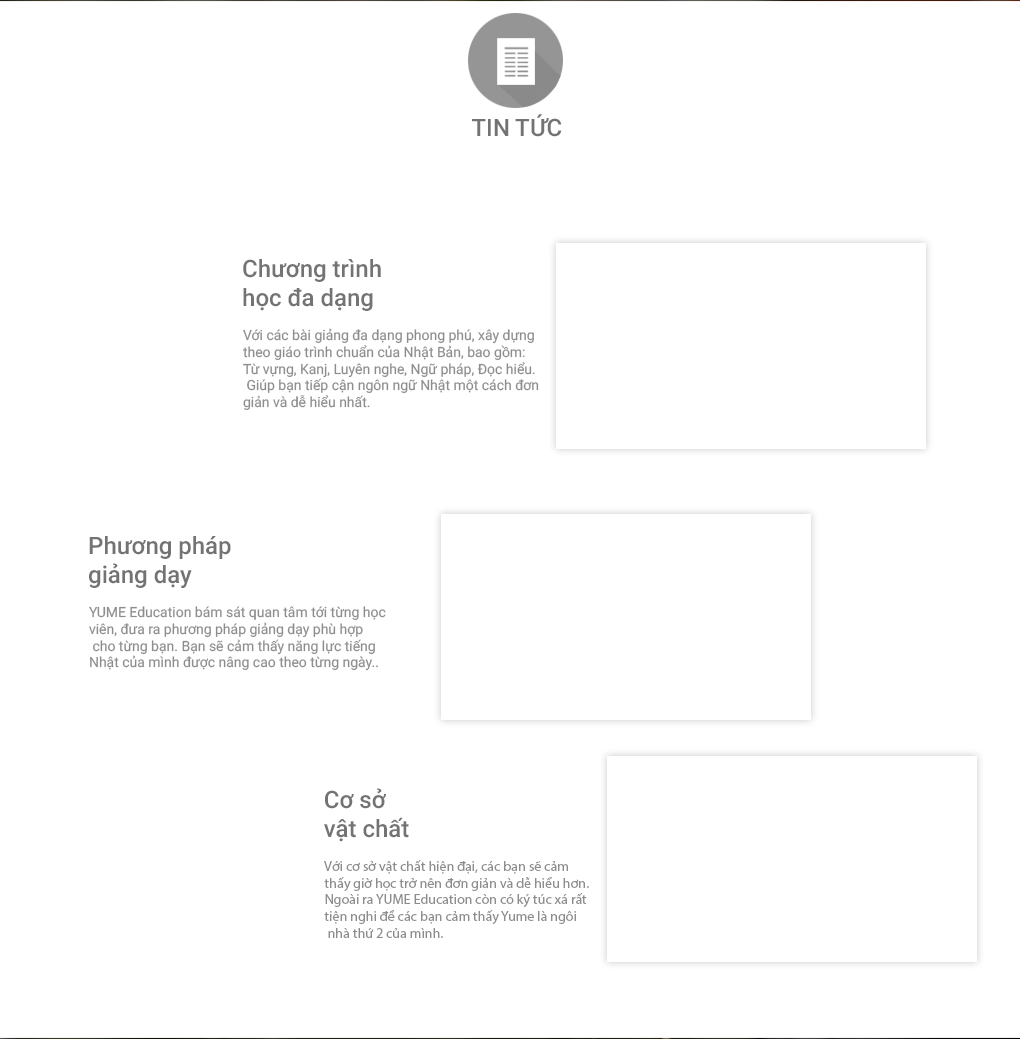 TIN TỨC
Chương trình
học đa dạng
Với các bài giảng đa dạng phong phú, xây dựng
theo giáo trình chuẩn của Nhật Bản, bao gồm:
Từ vựng, Kanj, Luyên nghe, Ngữ pháp, Đọc hiểu.
Giúp bạn tiếp cận ngôn ngữ Nhật một cách đơn
giản và dễ hiểu nhất.
Phương pháp
giảng dạy
YUME Education bám sát quan tâm tới từng học
viên, đưa ra phương pháp giảng dạy phù hợp
cho từng bạn. Bạn sẽ cảm thấy năng lực tiếng
Nhật của mình được nâng cao theo từng ngày..
Cơ sở
vật chất
Với cơ sở vật chất hiện đại, các bạn sẽ cảm
thấy giờ học trở nên đơn giản và dễ hiểu hơn.
Ngoài ra YUME Education còn có ký túc xá rất
tiện nghi để các bạn cảm thấy Yume là ngôi
nhà thứ 2 của mình.